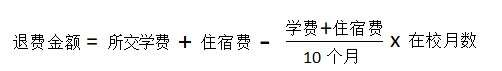 退费金额 = 所交学费 + 住宿费 - 学费+住宿费
10 个月
x 在校月数